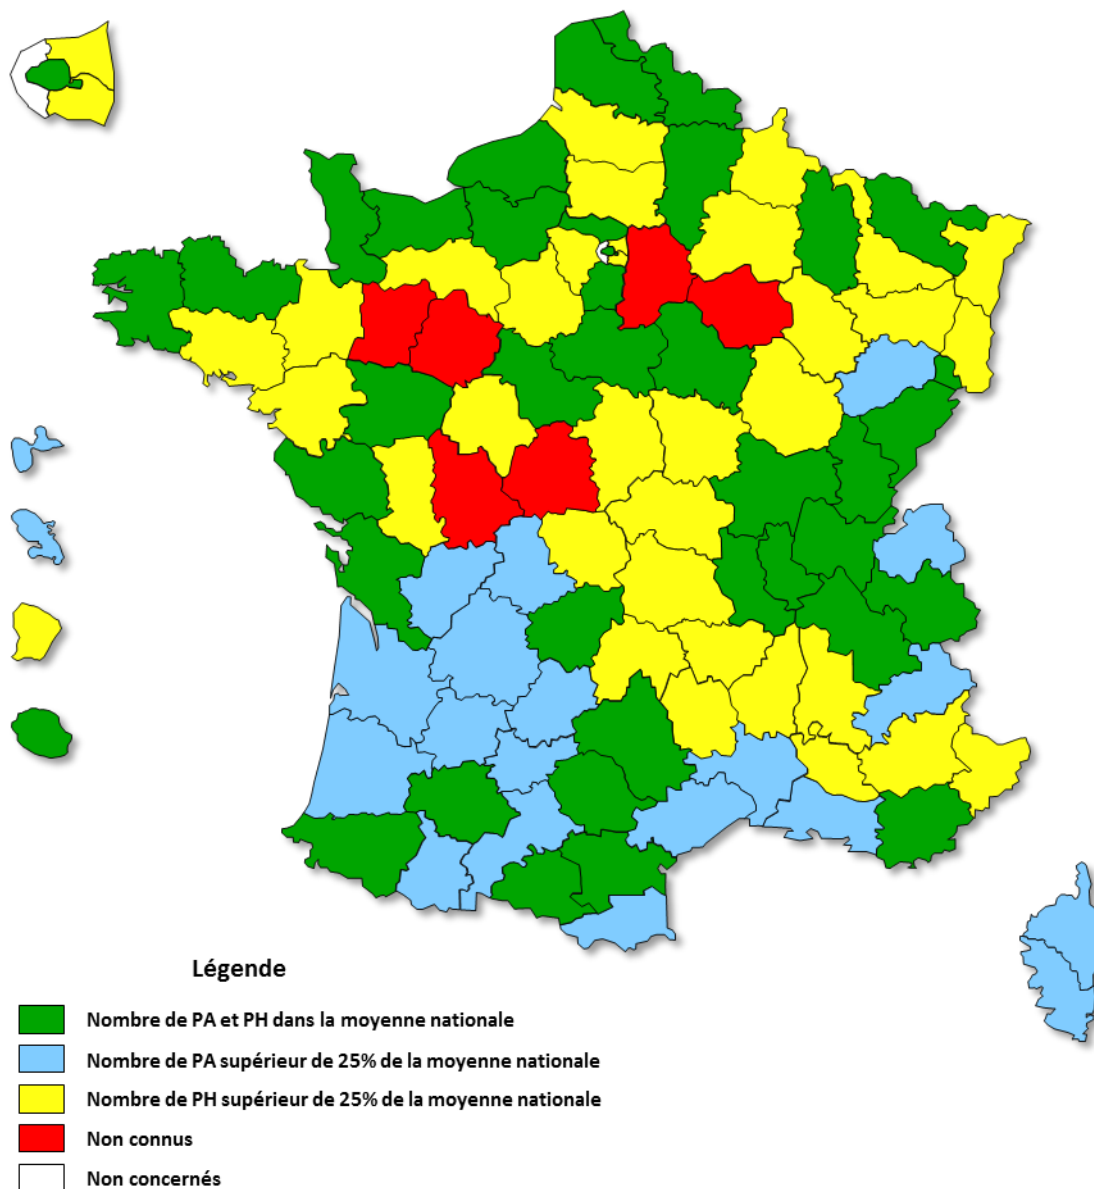 Légende
Nombre de PA et PH dans la moyenne nationale
Nombre de PA supérieur de 25% de la moyenne nationale
Nombre de PH supérieur de 25% de la moyenne nationale
Non connus
Non concernés